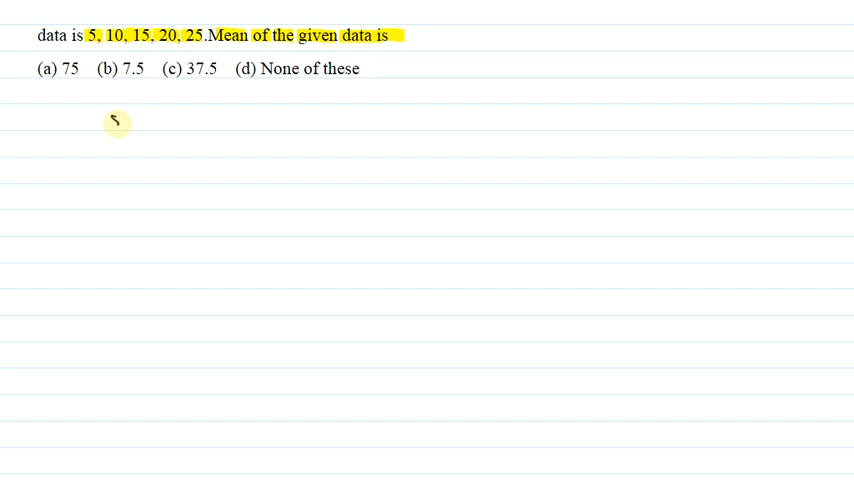 data is 5, 10, 15, 20, 25.Mean of the given data is
(a) 75 (b) 7.5 (c) 37.5 (d) None of these